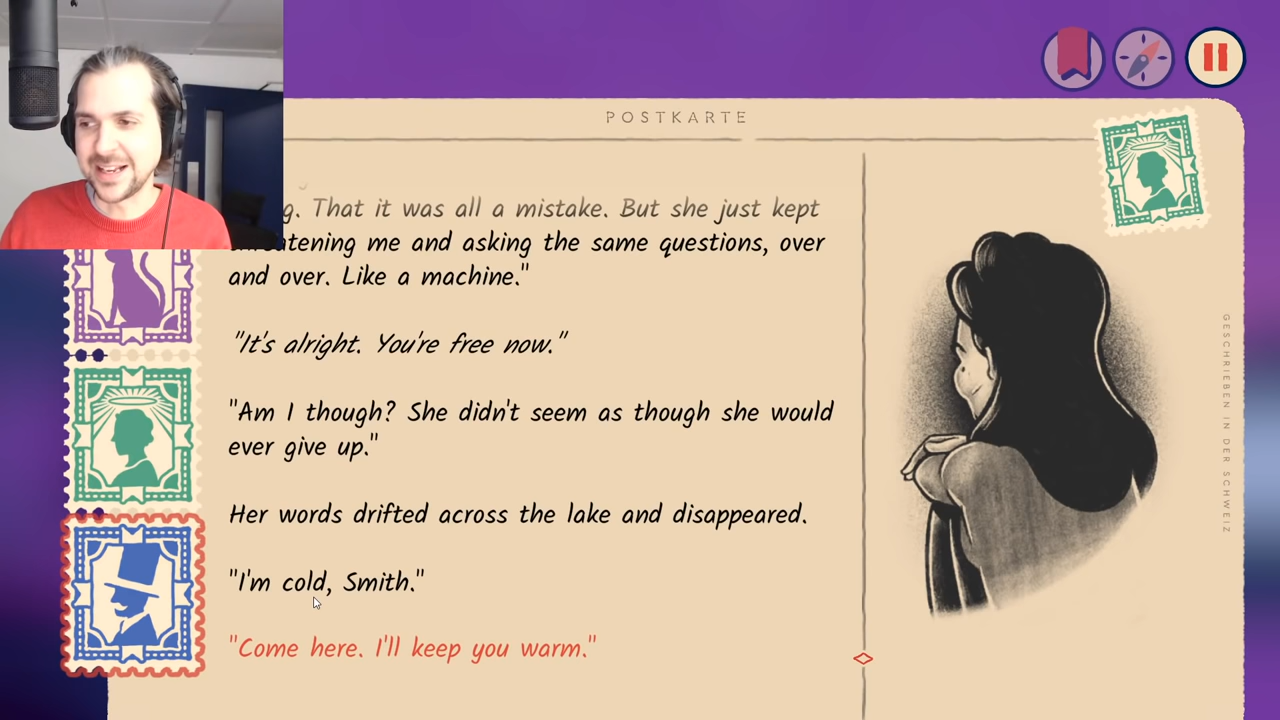 POSTKARTE
That it was all a mistake. But she just kept
me and asking the same questions, over
and over. Like a machine."
"It's alright. You're free now."
"Am I though? She didn't seem as though she would
ever give up."
Her words drifted across the lake and disappeared.
"I'm cold, Smith."
"Come here. I'll keep you warm."
GESCHRIEBEN IN DER SCHWEIZ